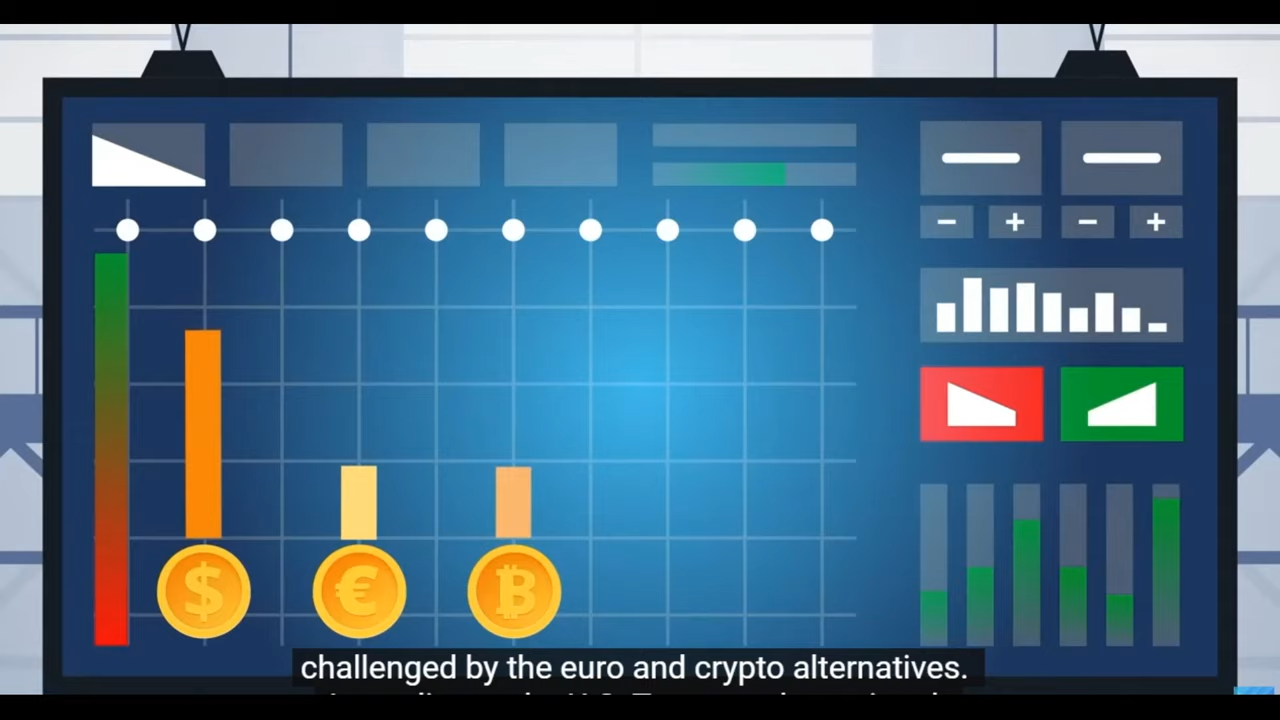 − + − +
$ € ₿
challenged by the euro and crypto alternatives.